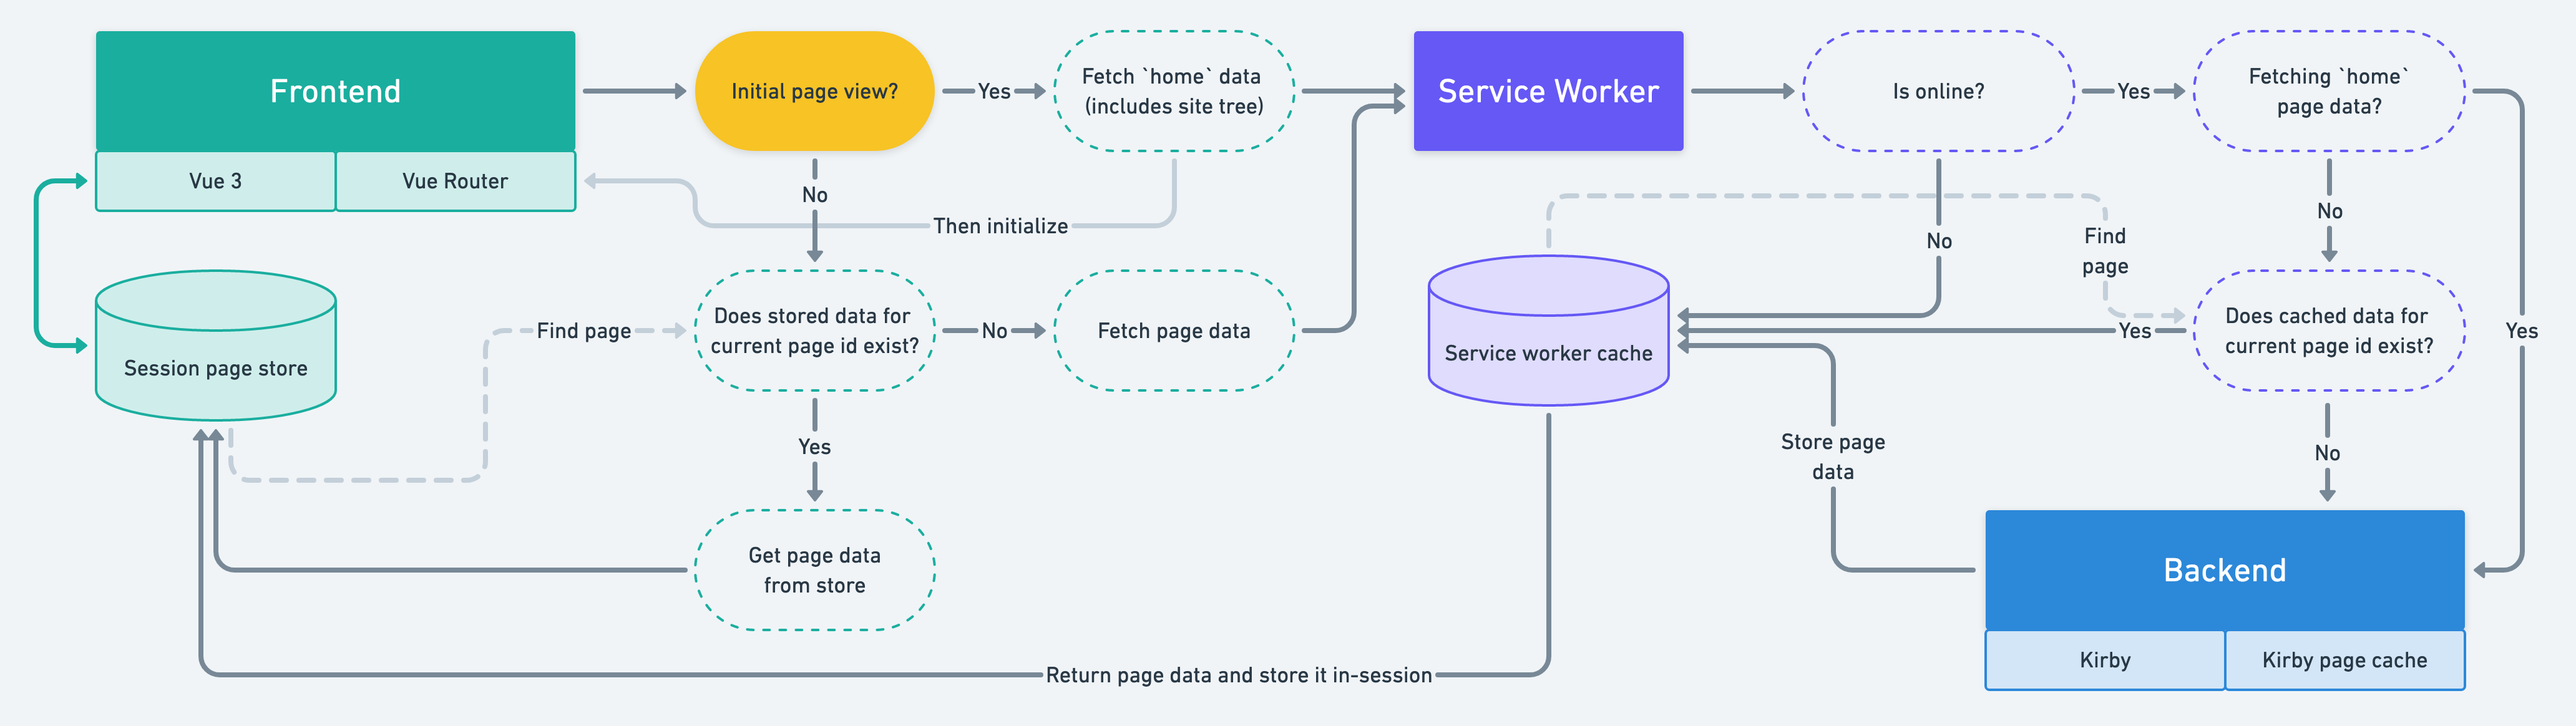 Frontend
Vue 3
Vue Router
Session page store
Initial page view?
Yes
Fetch `home` data
(includes site tree)
No
Then initialize
Find page
Does stored data for
current page id exist?
No
Fetch page data
Yes
Get page data
from store
Return page data and store it in-session
Service Worker
Is online?
Yes
Fetching `home`
page data?
No
No
Find
page
Service worker cache
Yes
Does cached data for
current page id exist?
Yes
Store page
data
No
Backend
Kirby
Kirby page cache